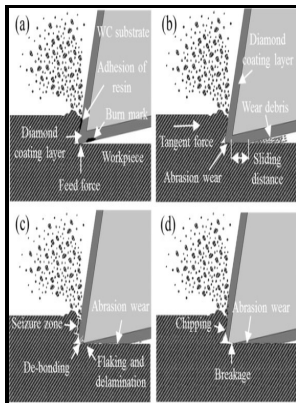 (a)
WC substrate
Adhesion of
resin
Burn mark
Diamond
coating layer
Workpiece
Feed force
(b)
Diamond
coating layer
Wear debris
Tangent force
Abrasion wear
Sliding
distance
(c)
Abrasion wear
Seizure zone
De-bonding
Flaking and
delamination
(d)
Abrasion wear
Chipping
Breakage